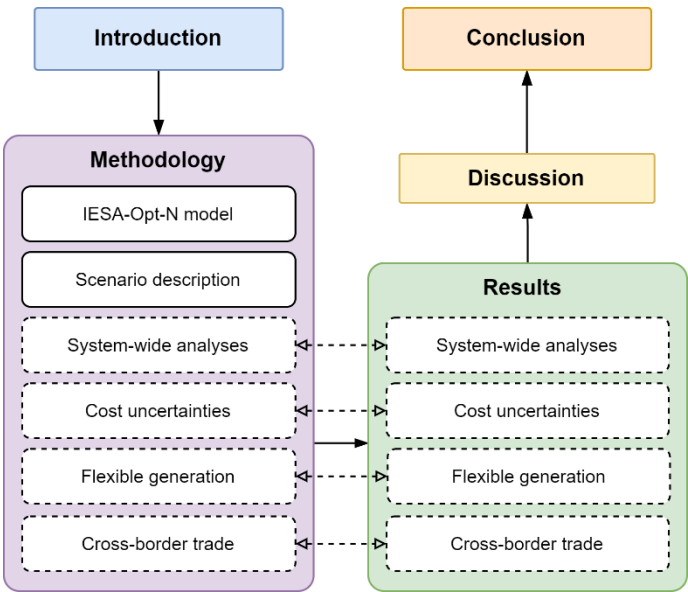 Introduction
Methodology
IESA-Opt-N model
Scenario description
System-wide analyses
Cost uncertainties
Flexible generation
Cross-border trade
Conclusion
Discussion
Results
System-wide analyses
Cost uncertainties
Flexible generation
Cross-border trade